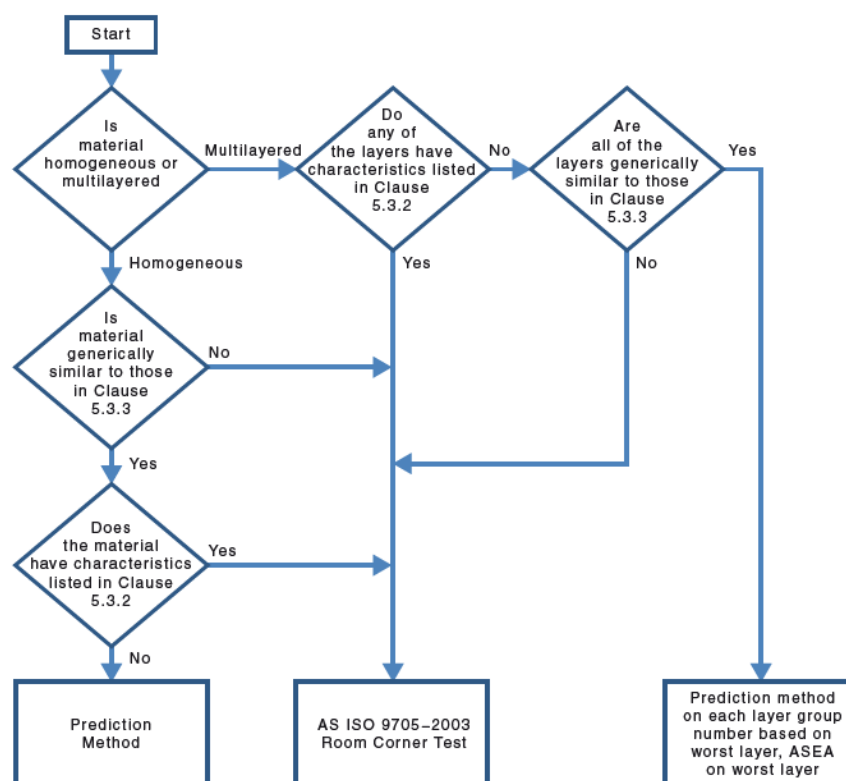 Start
Is
material
homogeneous or
multilayered
Multilayered
Do
any of
the layers have
characteristics listed
in Clause
5.3.2
No
Are
all of the
layers generically
similar to those
in Clause
5.3.3
Yes
Homogeneous
Yes
No
Is
material
generically
similar to those
in Clause
5.3.3
No
Yes
Does
the material
have characteristics
listed in Clause
5.3.2
Yes
No
Prediction
Method
AS ISO 9705–2003
Room Corner Test
Prediction method
on each layer group
number based on
worst layer, ASEA
on worst layer